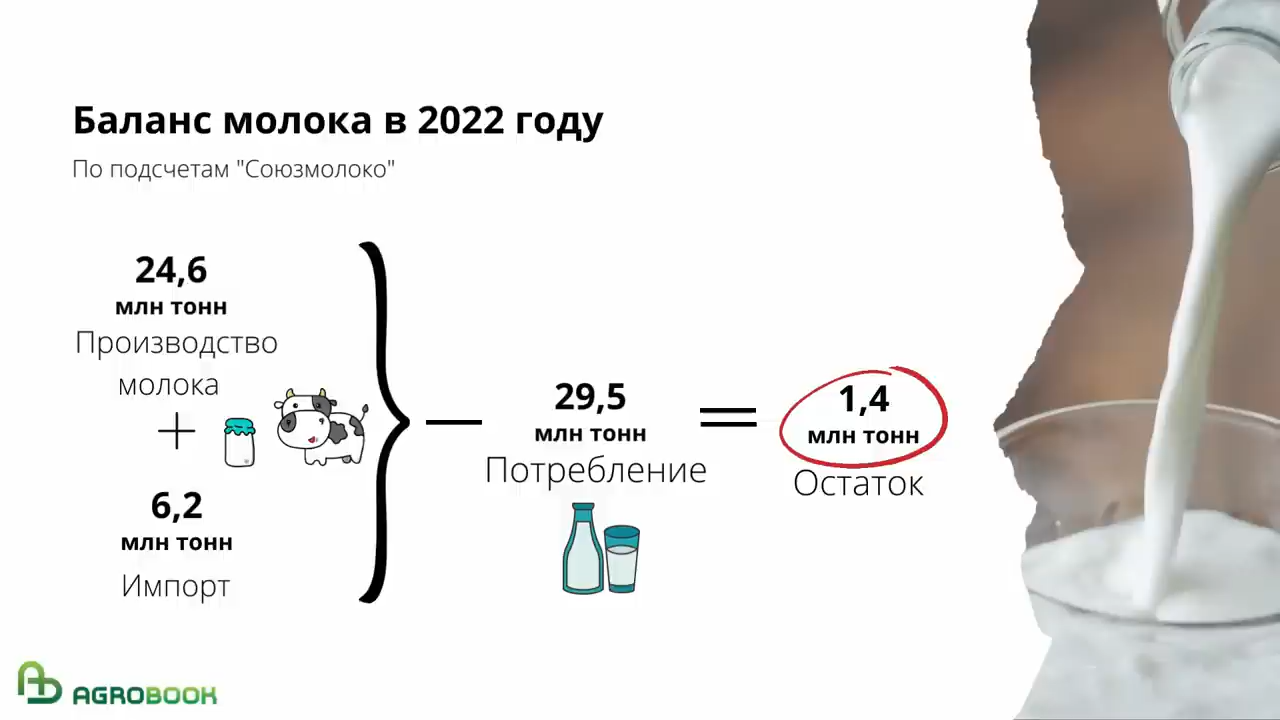 Баланс молока в 2022 году
По подсчетам "Союзмолоко"
24,6
млн тонн
Производство
молока
+
6,2
млн тонн
Импорт
—
29,5
млн тонн
Потребление
=
1,4
млн тонн
Остаток
AGROBOOK